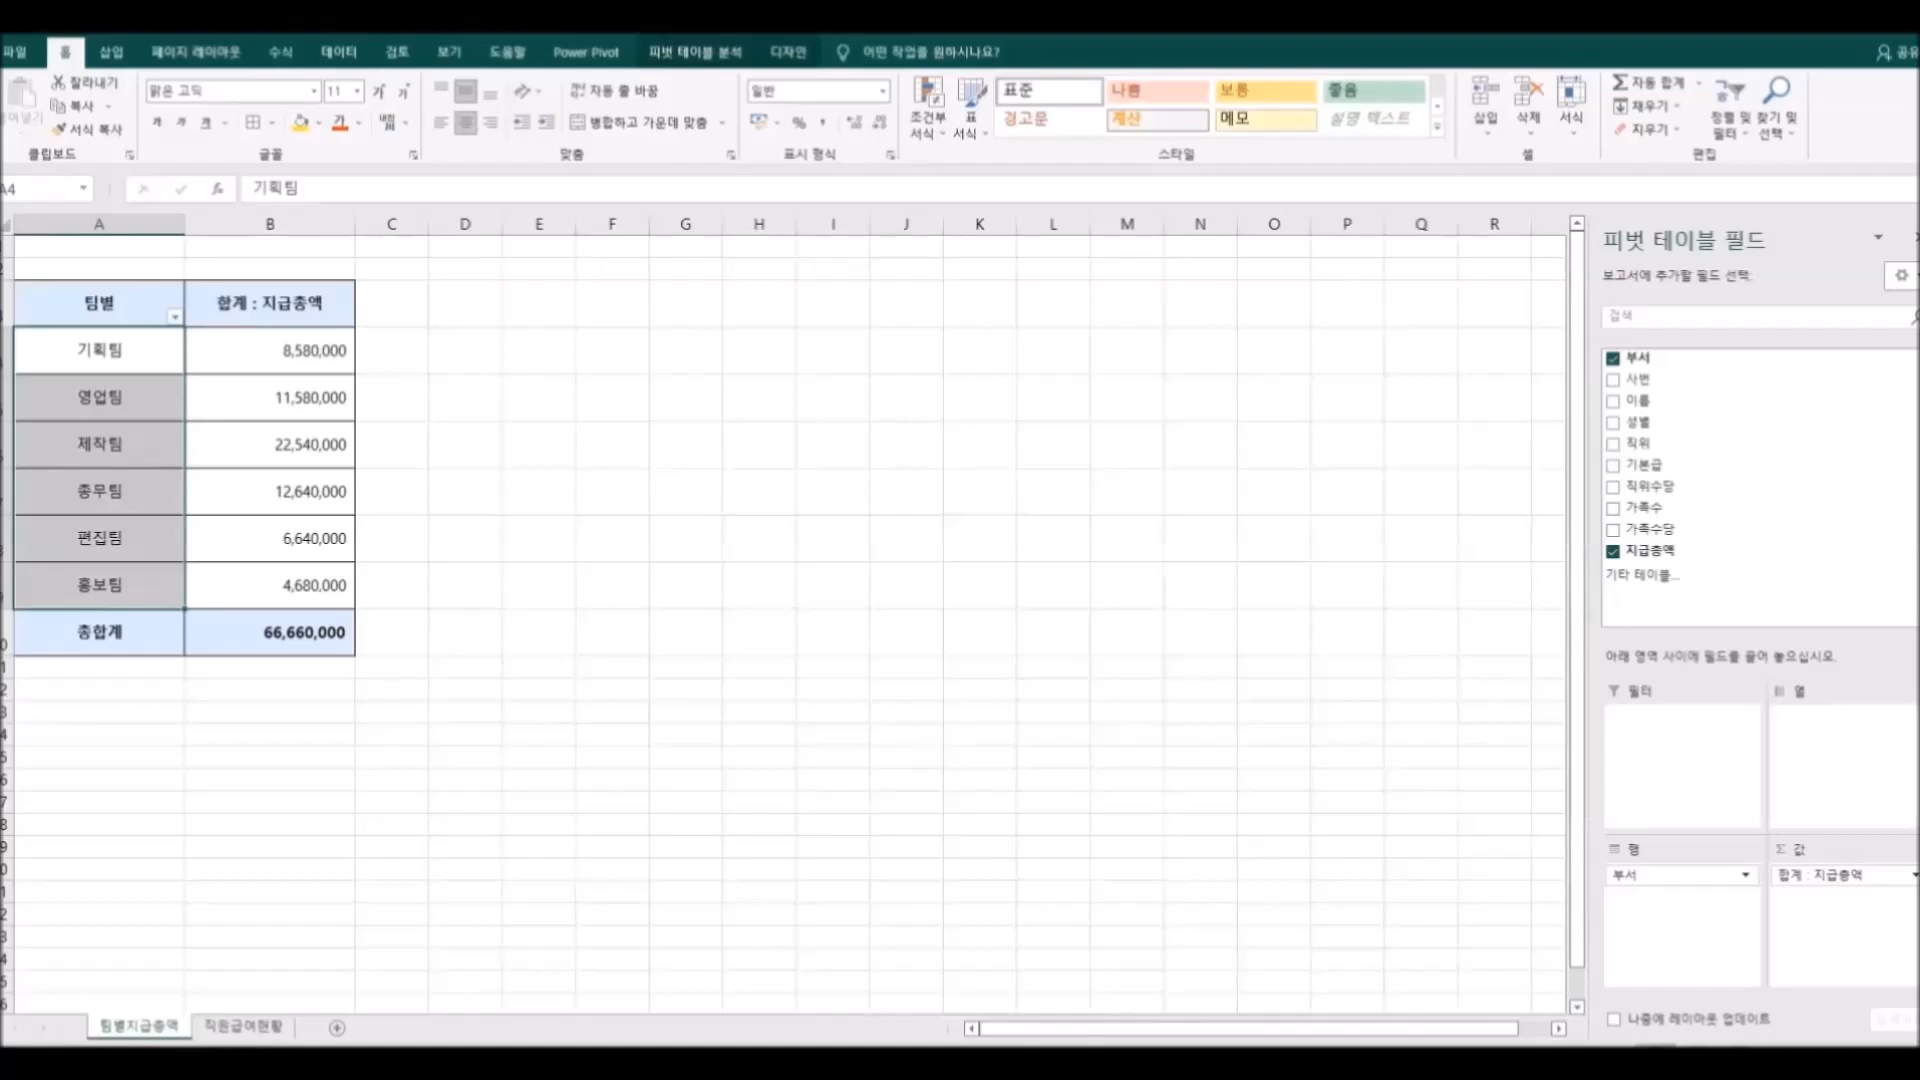 파일 홈 삽입 페이지 레이아웃 수식 데이터 검토 보기 도움말 Power Pivot 피벗 테이블 분석 디자인 어떤 작업을 원하시나요? 공유
잘라내기
복사
서식 복사
클립보드
맑은 고딕 11
글꼴
자동 줄 바꿈
병합하고 가운데 맞춤
맞춤
일반
표시 형식
조건부 서식
표 서식
표준 나쁨 보통 좋음
경고문 계산 메모 설명 텍스트
스타일
삽입 삭제 서식
셀
자동 합계
채우기
지우기
정렬 및 필터
찾기 및 선택
편집
A4 fx 기획팀
A B C D E F G H I J K L M N O P Q R
팀별 합계 : 지급총액
기획팀 8,580,000
영업팀 11,580,000
제작팀 22,540,000
총무팀 12,640,000
편집팀 6,640,000
홍보팀 4,680,000
총합계 66,660,000
피벗 테이블 필드
보고서에 추가할 필드 선택:
검색
부서
사번
이름
성별
직위
기본급
직위수당
가족수
가족수당
지급총액
기타 테이블...
아래 영역 사이에 필드를 끌어 놓으십시오.
필터 열
행 Σ 값
부서 합계 : 지급총액
나중에 레이아웃 업데이트
팀별지급총액 직원급여현황